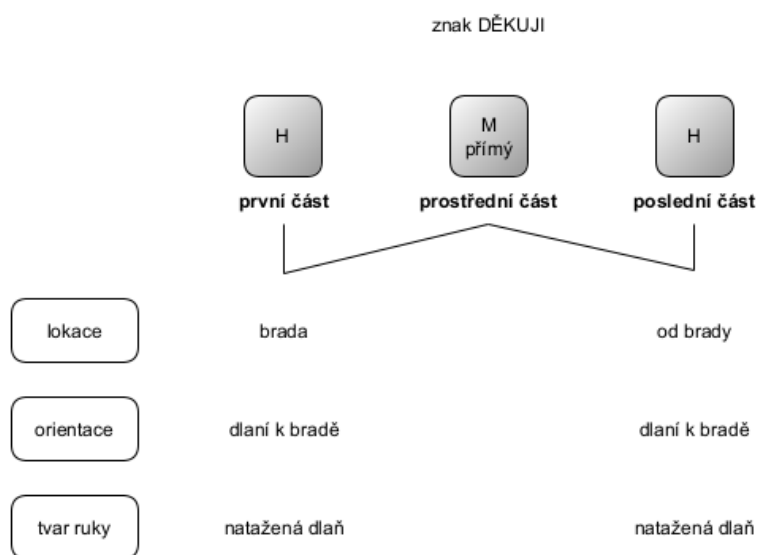 znak DĚKUJI
H
M
přímý
H
první část
prostřední část
poslední část
lokace
brada
od brady
orientace
dlaní k bradě
dlaní k bradě
tvar ruky
natažená dlaň
natažená dlaň